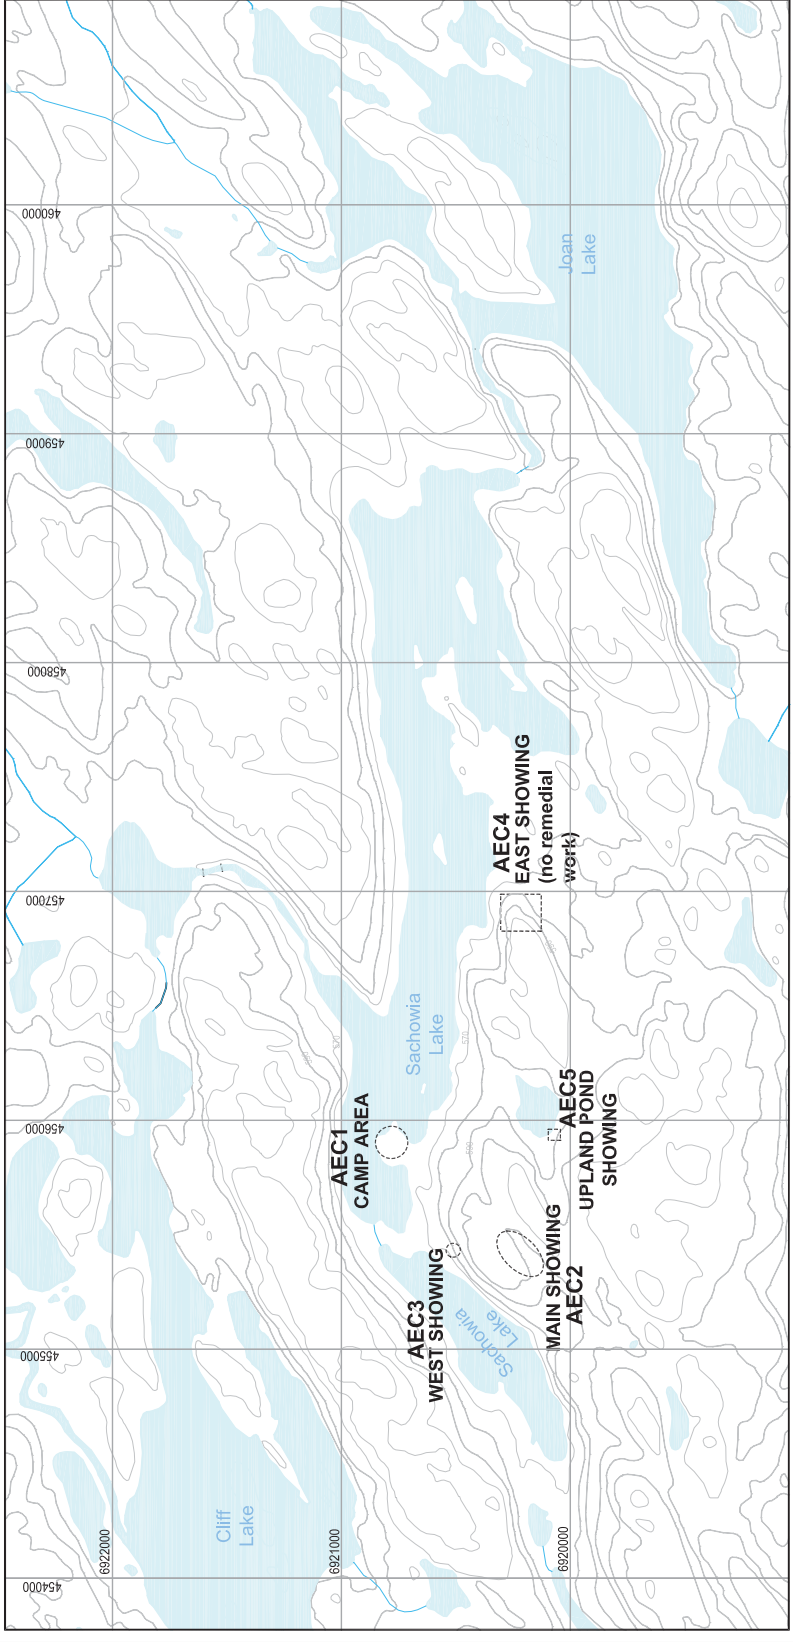 454000
455000
456000
457000
458000
459000
460000
6922000
6921000
6920000
Cliff
Lake
AEC1
CAMP AREA
AEC3
WEST SHOWING
Sachowia
Lake
Sachowia
Lake
570
AEC4
EAST SHOWING
(no remedial
work)
MAIN SHOWING
AEC2
AEC5
UPLAND POND
SHOWING
Joan
Lake